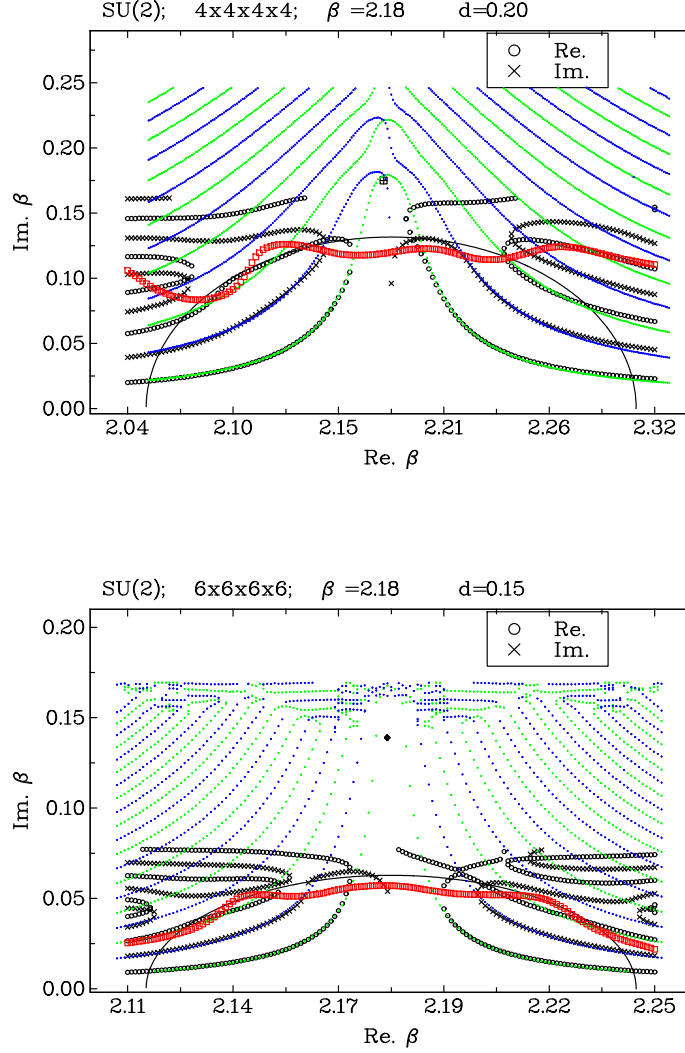 SU(2); 4x4x4x4; β =2.18 d=0.20
Re.
Im.
0.25
0.20
0.15
0.10
0.05
0.00
Im. β
2.04 2.10 2.15 2.21 2.26 2.32
Re. β
SU(2); 6x6x6x6; β =2.18 d=0.15
Re.
Im.
0.20
0.15
0.10
0.05
0.00
Im. β
2.11 2.14 2.17 2.19 2.22 2.25
Re. β